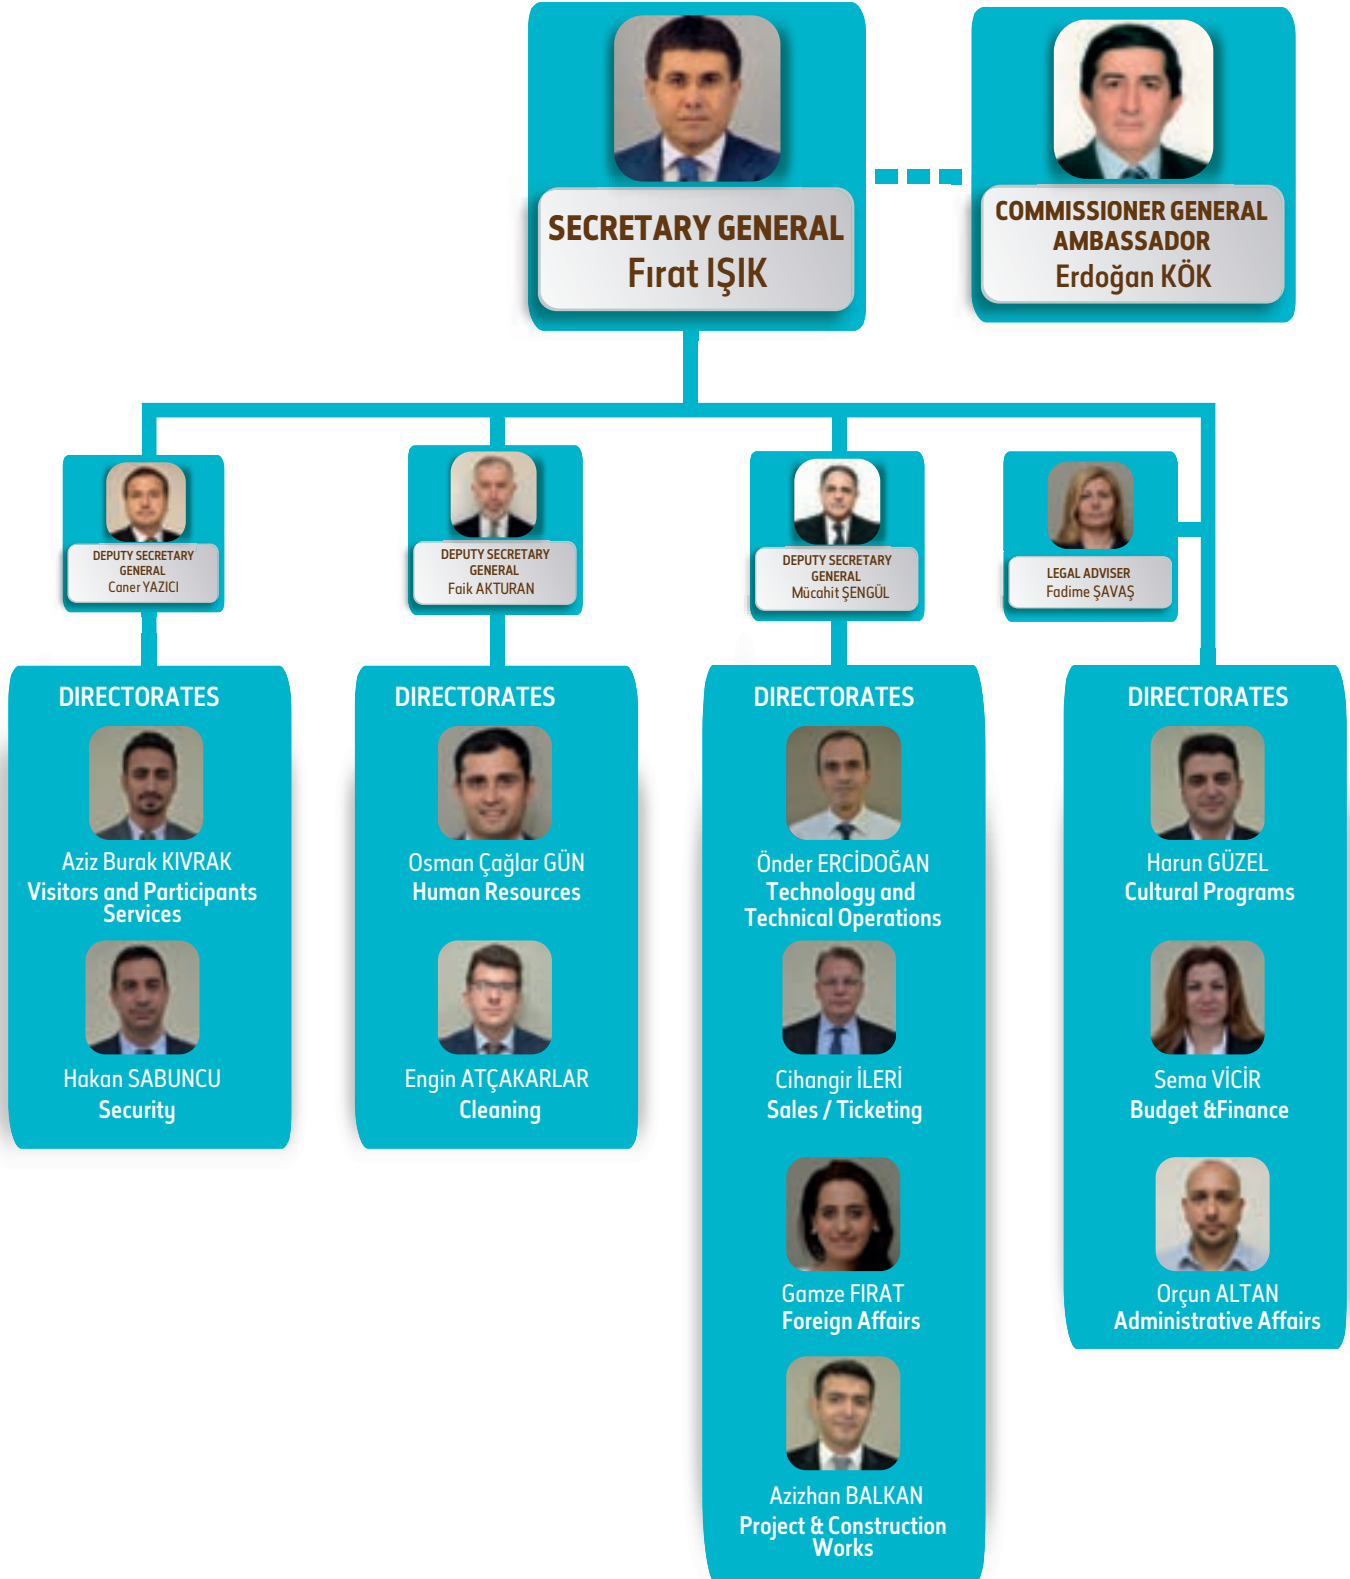 SECRETARY GENERAL
Fırat IŞIK
COMMISSIONER GENERAL
AMBASSADOR
Erdoğan KÖK
DEPUTY SECRETARY
GENERAL
Caner YAZICI
DEPUTY SECRETARY
GENERAL
Faik AKTURAN
DEPUTY SECRETARY
GENERAL
Mücahit ŞENGÜL
LEGAL ADVISER
Fadime ŞAVAŞ
DIRECTORATES
Aziz Burak KIVRAK
Visitors and Participants
Services
Hakan SABUNCU
Security
DIRECTORATES
Osman Çağlar GÜN
Human Resources
Engin ATÇAKARLAR
Cleaning
DIRECTORATES
Önder ERCİDOĞAN
Technology and
Technical Operations
Cihangir İLERİ
Sales / Ticketing
Gamze FIRAT
Foreign Affairs
Azizhan BALKAN
Project & Construction
Works
DIRECTORATES
Harun GÜZEL
Cultural Programs
Sema VİCİR
Budget &Finance
Orçun ALTAN
Administrative Affairs